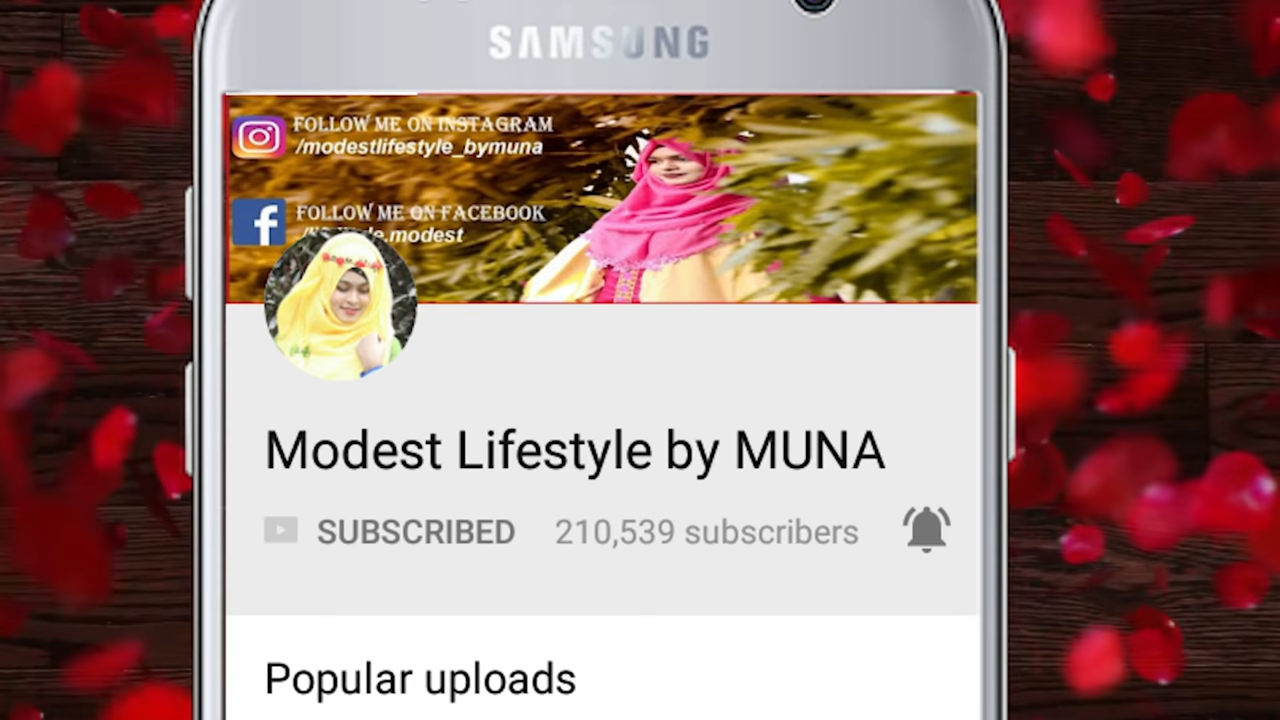 SAMSUNG
FOLLOW ME ON INSTAGRAM
/modestlifestyle_bymuna
FOLLOW ME ON FACEBOOK
Modest Lifestyle by MUNA
SUBSCRIBED 210,539 subscribers
Popular uploads